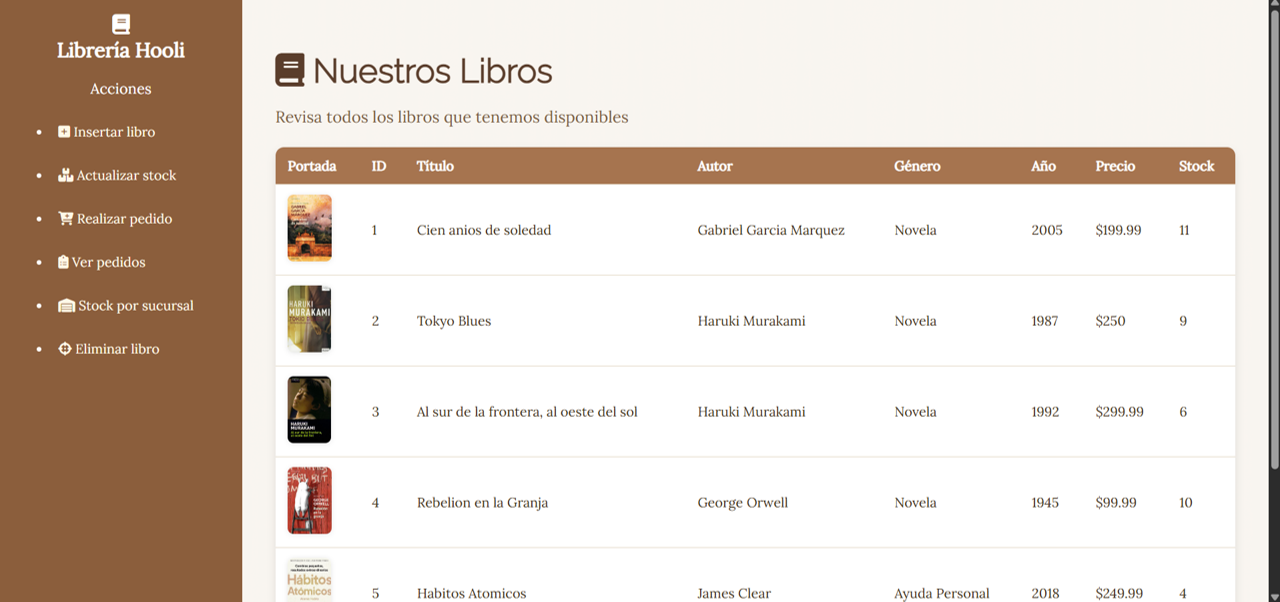 Librería Hooli
Acciones
Insertar libro
Actualizar stock
Realizar pedido
Ver pedidos
Stock por sucursal
Eliminar libro
Nuestros Libros
Revisa todos los libros que tenemos disponibles
Portada ID Título Autor Género Año Precio Stock
1 Cien anios de soledad Gabriel Garcia Marquez Novela 2005 $199.99 11
HARUKI
MURAKAMI
2 Tokyo Blues Haruki Murakami Novela 1987 $250 9
HARUKI
MURAKAMI
3 Al sur de la frontera, al oeste del sol Haruki Murakami Novela 1992 $299.99 6
4 Rebelion en la Granja George Orwell Novela 1945 $99.99 10
Hábitos
Atómicos
5 Habitos Atomicos James Clear Ayuda Personal 2018 $249.99 4